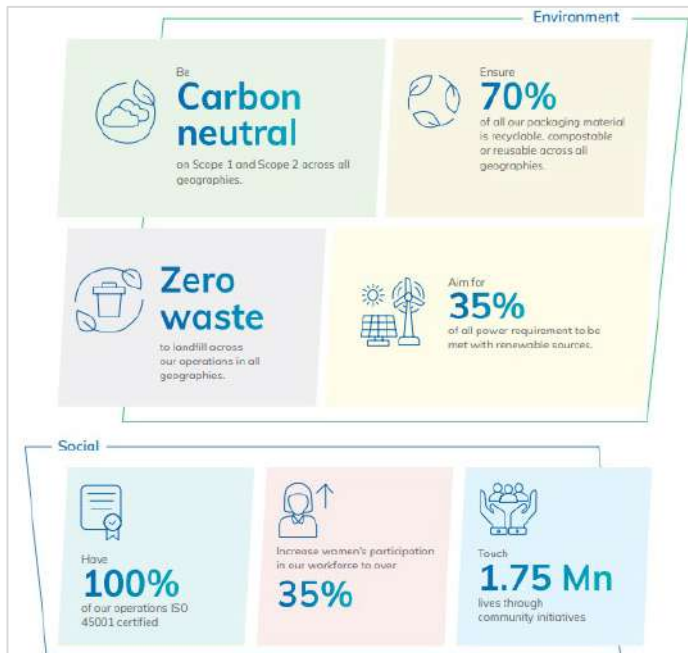 Environment
Be
Carbon
neutral
on Scope 1 and Scope 2 across all
geographies.
Ensure
70%
of all our packaging material
is recyclable, compostable
or reusable across all
geographies.
Zero
waste
to landfill across
our operations in all
geographies.
Aim for
35%
of all power requirement to be
met with renewable sources.
Social
Have
100%
of our operations ISO
45001 certified
Increase women's participation
in our workforce to over
35%
Touch
1.75 Mn
lives through
community initiatives